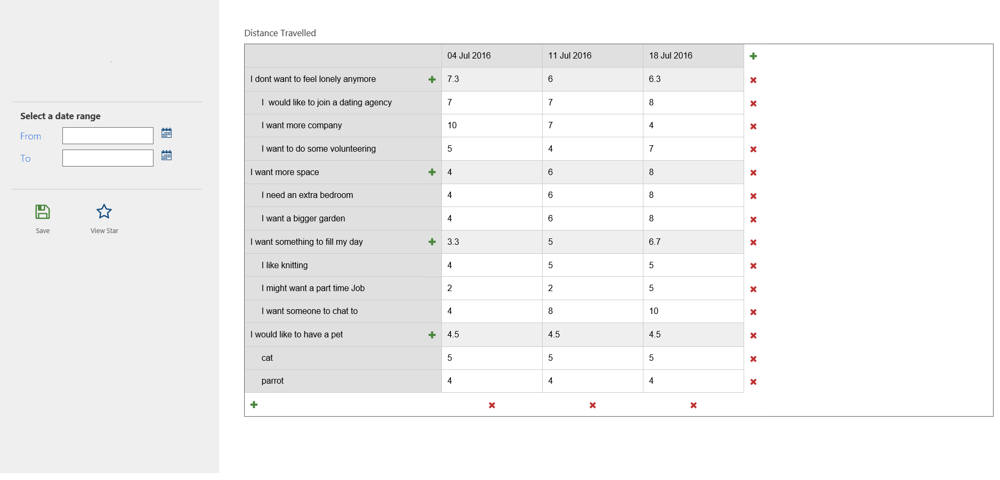 Distance Travelled
04 Jul 2016 11 Jul 2016 18 Jul 2016
I dont want to feel lonely anymore 7.3 6 6.3
I  would like to join a dating agency 7 7 8
I want more company 10 7 4
I want to do some volunteering 5 4 7
I want more space 4 6 8
I need an extra bedroom 4 6 8
I want a bigger garden 4 6 8
I want something to fill my day 3.3 5 6.7
I like knitting 4 5 5
I might want a part time Job 2 2 5
I want someone to chat to 4 8 10
I would like to have a pet 4.5 4.5 4.5
cat 5 5 5
parrot 4 4 4
Select a date range
From
To
Save View Star